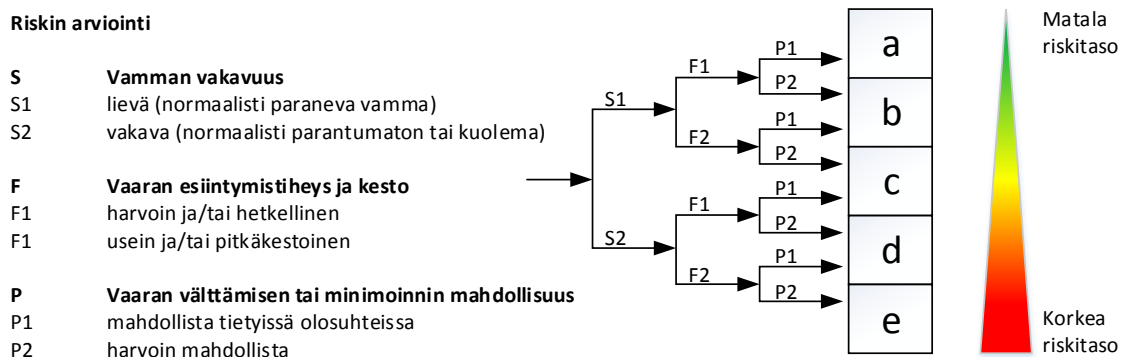 Riskin arviointi
S Vamman vakavuus
S1 lievä (normaalisti paraneva vamma)
S2 vakava (normaalisti parantumaton tai kuolema)
F Vaaran esiintymistiheys ja kesto
F1 harvoin ja/tai hetkellinen
F1 usein ja/tai pitkäkestoinen
P Vaaran välttämisen tai minimoinnin mahdollisuus
P1 mahdollista tietyissä olosuhteissa
P2 harvoin mahdollista
S1
S2
F1
F2
F1
F2
P1
P2
P1
P2
P1
P2
P1
P2
a
b
c
d
e
Matala
riskitaso
Korkea
riskitaso